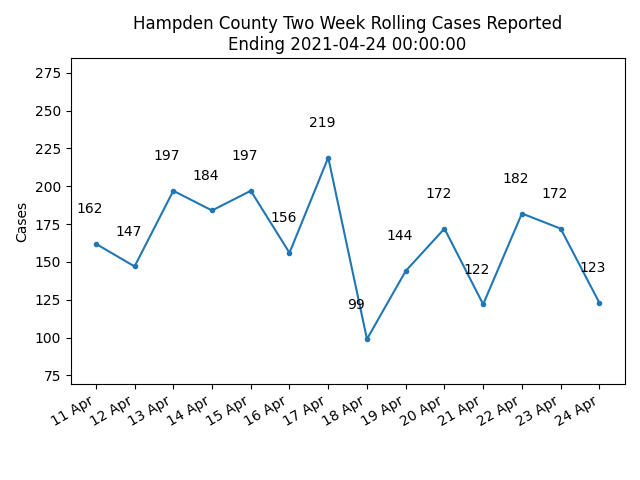 Hampden County Two Week Rolling Cases Reported
Ending 2021-04-24 00:00:00
275
250
225
200
175
150
125
100
75
Cases
162
147
197
184
197
156
219
99
144
172
122
182
172
123
11 Apr
12 Apr
13 Apr
14 Apr
15 Apr
16 Apr
17 Apr
18 Apr
19 Apr
20 Apr
21 Apr
22 Apr
23 Apr
24 Apr